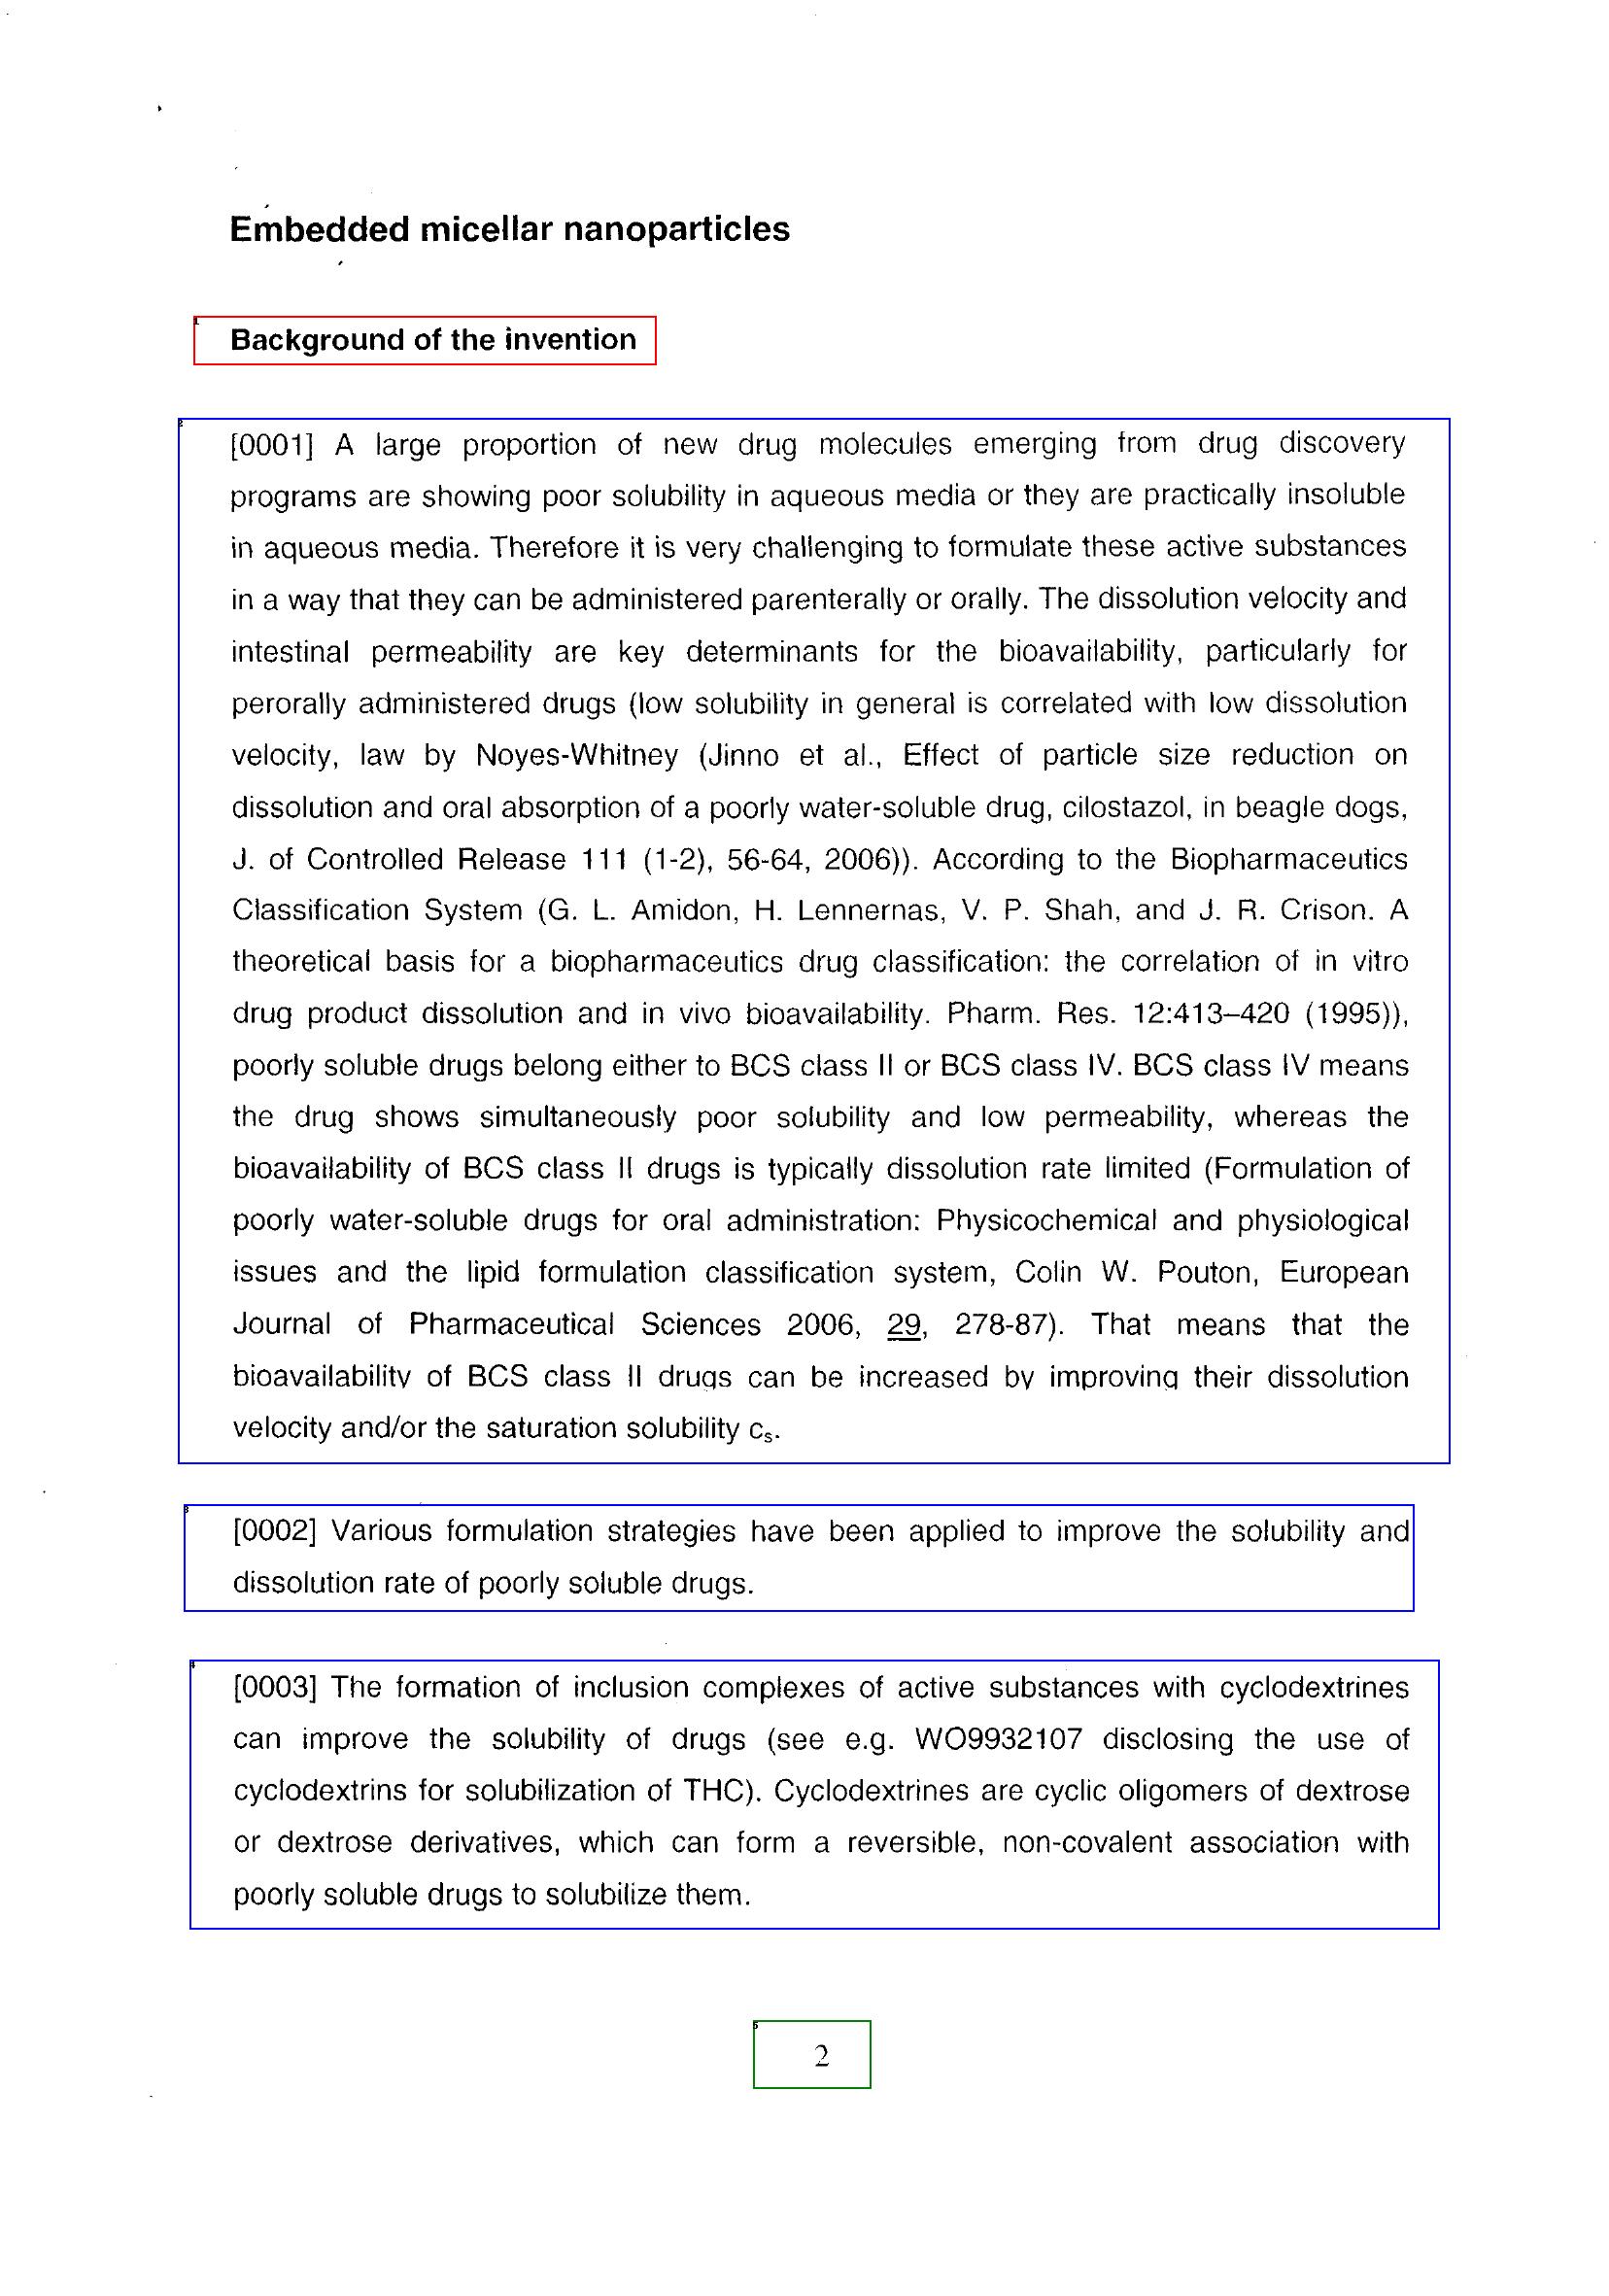 Embedded micellar nanoparticles
Background of the invention
[0001] A large proportion of new drug molecules emerging from drug discovery
programs are showing poor solubility in aqueous media or they are practically insoluble
in aqueous media. Therefore it is very challenging to formulate these active substances
in a way that they can be administered parenterally or orally. The dissolution velocity and
intestinal permeability are key determinants for the bioavailability, particularly for
perorally administered drugs (low solubility in general is correlated with low dissolution
velocity, law by Noyes-Whitney (Jinno et al., Effect of particle size reduction on
dissolution and oral absorption of a poorly water-soluble drug, cilostazol, in beagle dogs,
J. of Controlled Release 111 (1-2), 56-64, 2006)). According to the Biopharmaceutics
Classification System (G. L. Amidon, H. Lennernas, V. P. Shah, and J. R. Crison. A
theoretical basis for a biopharmaceutics drug classification: the correlation of in vitro
drug product dissolution and in vivo bioavailability. Pharm. Res. 12:413–420 (1995)),
poorly soluble drugs belong either to BCS class II or BCS class IV. BCS class IV means
the drug shows simultaneously poor solubility and low permeability, whereas the
bioavailability of BCS class II drugs is typically dissolution rate limited (Formulation of
poorly water-soluble drugs for oral administration: Physicochemical and physiological
issues and the lipid formulation classification system, Colin W. Pouton, European
Journal of Pharmaceutical Sciences 2006, 29, 278-87). That means that the
bioavailability of BCS class II drugs can be increased by improving their dissolution
velocity and/or the saturation solubility cs.
[0002] Various formulation strategies have been applied to improve the solubility and
dissolution rate of poorly soluble drugs.
[0003] The formation of inclusion complexes of active substances with cyclodextrines
can improve the solubility of drugs (see e.g. WO9932107 disclosing the use of
cyclodextrins for solubilization of THC). Cyclodextrines are cyclic oligomers of dextrose
or dextrose derivatives, which can form a reversible, non-covalent association with
poorly soluble drugs to solubilize them.
2